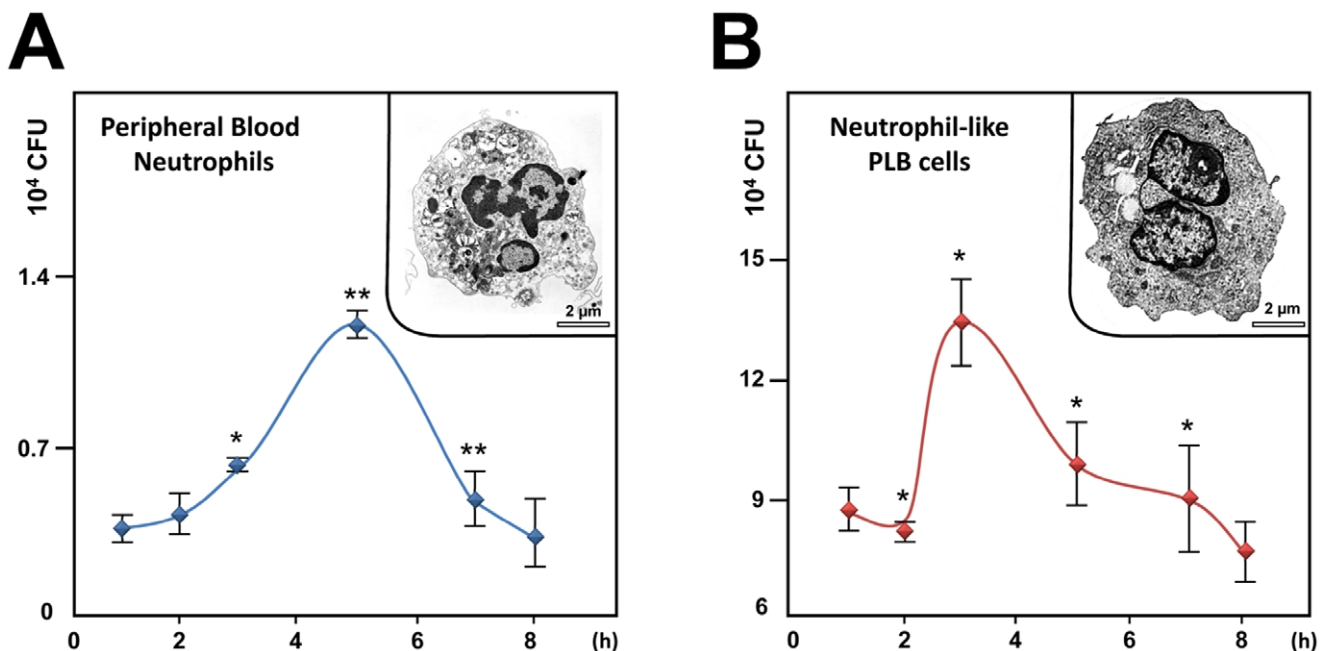 A
Peripheral Blood
Neutrophils
10⁴ CFU
1.4
0.7
0
**
*
**
2 µm
0 2 4 6 8 (h)
B
Neutrophil-like
PLB cells
10⁴ CFU
15
12
9
6
*
*
*
*
2 µm
0 2 4 6 8 (h)